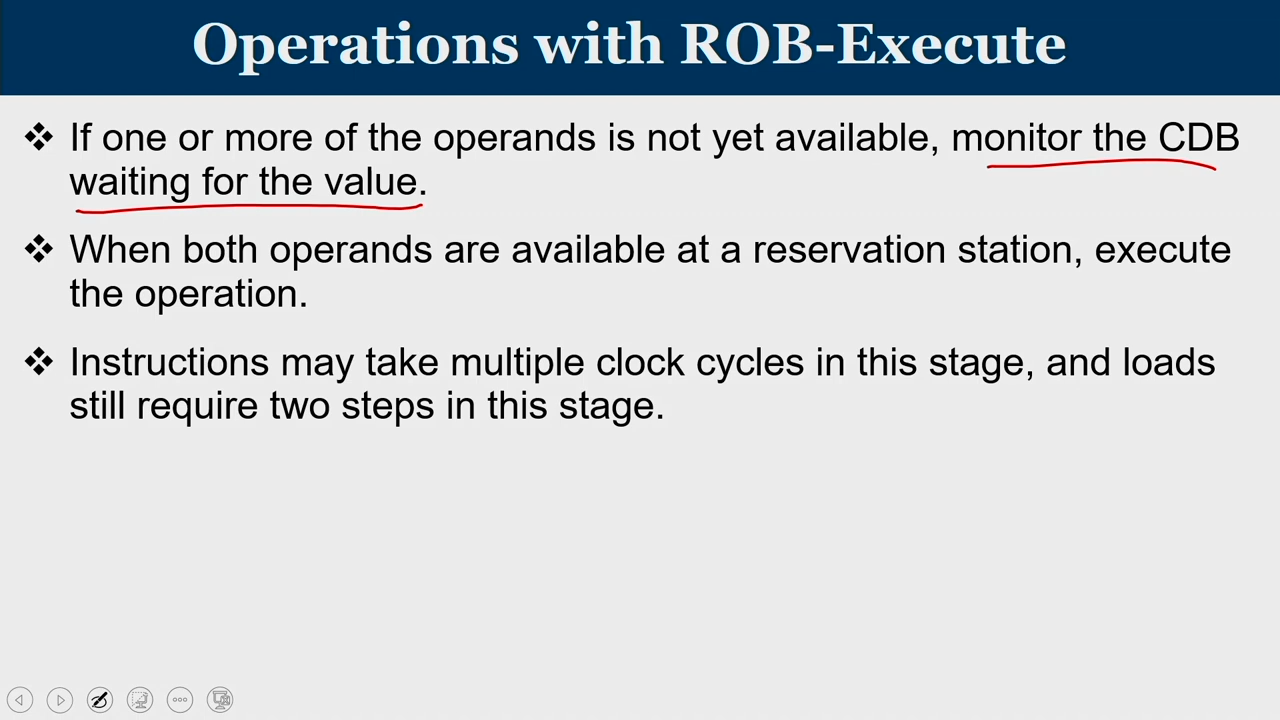 Operations with ROB-Execute
❖ If one or more of the operands is not yet available, monitor the CDB
waiting for the value.
❖ When both operands are available at a reservation station, execute
the operation.
❖ Instructions may take multiple clock cycles in this stage, and loads
still require two steps in this stage.